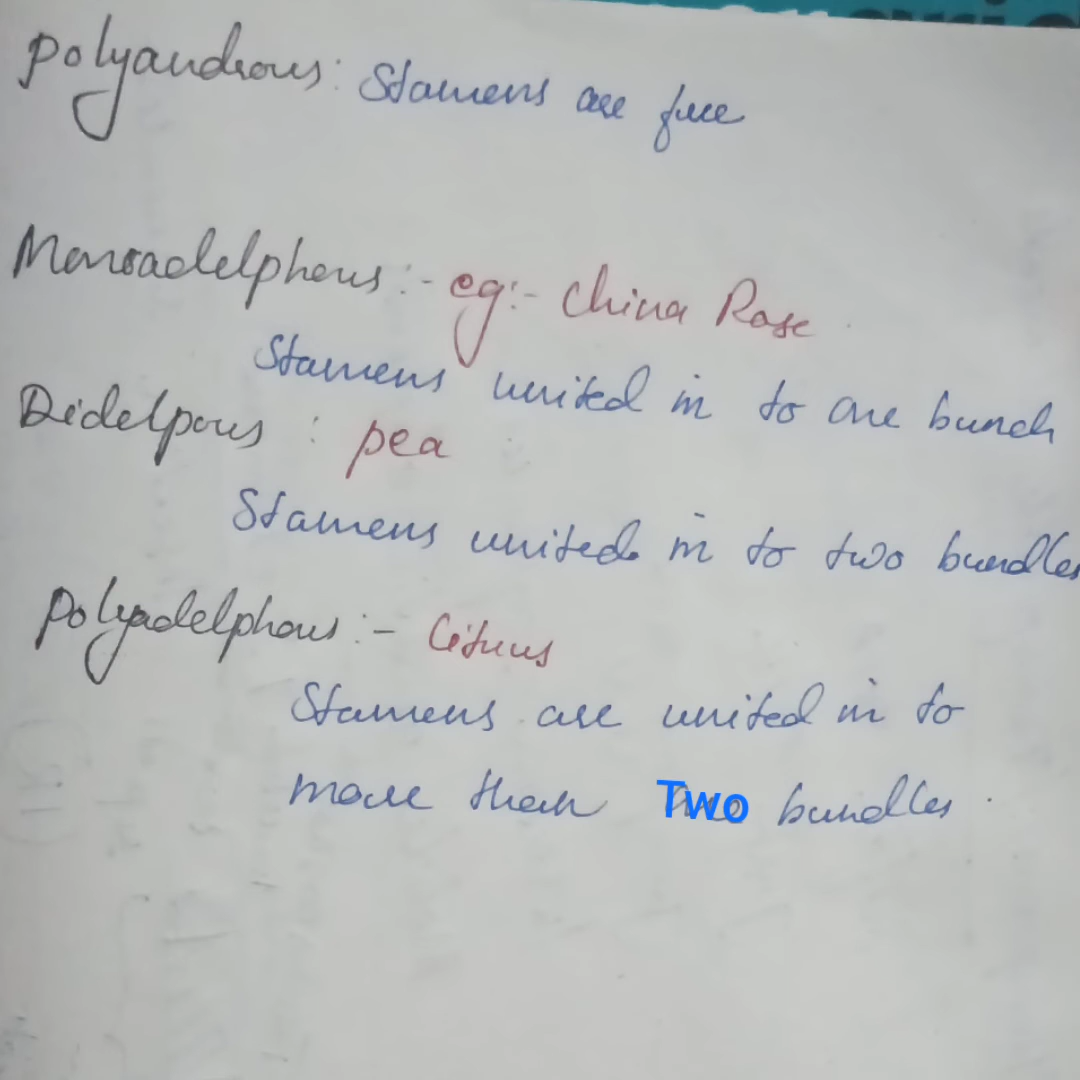 Polyandrous: Stamens are free
Monoadelphous:- eg:- China Rose
Stamens united in to one bunch
Didelpous : pea
Stamens united in to two bundles
Polyadelphous:- Citrus
Stamens are united in to
more than Two bundles.